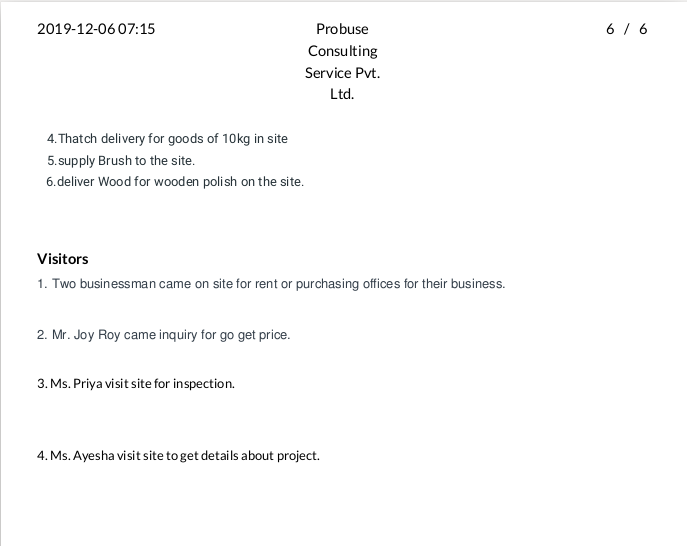 2019-12-06 07:15 Probuse 6 / 6
Consulting
Service Pvt.
Ltd.
4.Thatch delivery for goods of 10kg in site
5.supply Brush to the site.
6.deliver Wood for wooden polish on the site.
Visitors
1. Two businessman came on site for rent or purchasing offices for their business.
2. Mr. Joy Roy came inquiry for go get price.
3. Ms. Priya visit site for inspection.
4. Ms. Ayesha visit site to get details about project.